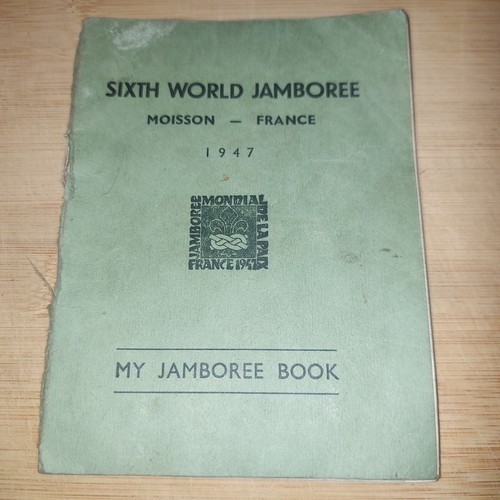 SIXTH WORLD JAMBOREE
MOISSON — FRANCE
1947
JAMBOREE
MONDIAL
DE LA PAIX
FRANCE 1947
MY JAMBOREE BOOK